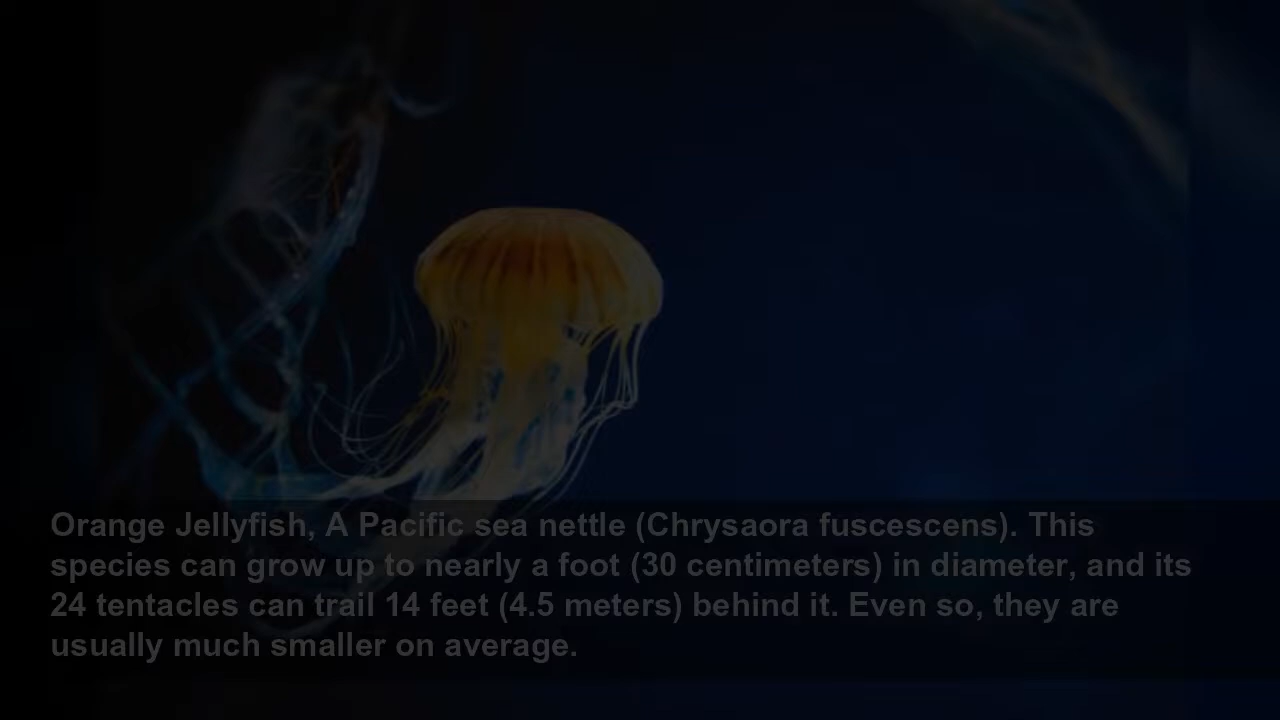 Orange Jellyfish, A Pacific sea nettle (Chrysaora fuscescens). This
species can grow up to nearly a foot (30 centimeters) in diameter, and its
24 tentacles can trail 14 feet (4.5 meters) behind it. Even so, they are
usually much smaller on average.